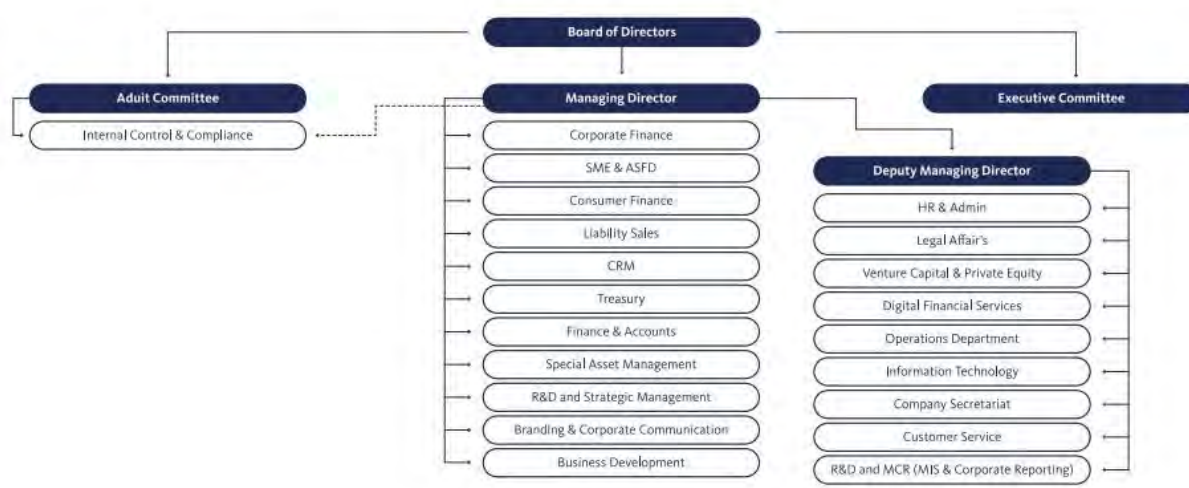 Board of Directors
Aduit Committee
Internal Control & Compliance
Managing Director
Corporate Finance
SME & ASFD
Consumer Finance
Liability Sales
CRM
Treasury
Finance & Accounts
Special Asset Management
R&D and Strategic Management
Branding & Corporate Communication
Business Development
Executive Committee
Deputy Managing Director
HR & Admin
Legal Affair's
Venture Capital & Private Equity
Digital Financial Services
Operations Department
Information Technology
Company Secretariat
Customer Service
R&D and MCR (MIS & Corporate Reporting)